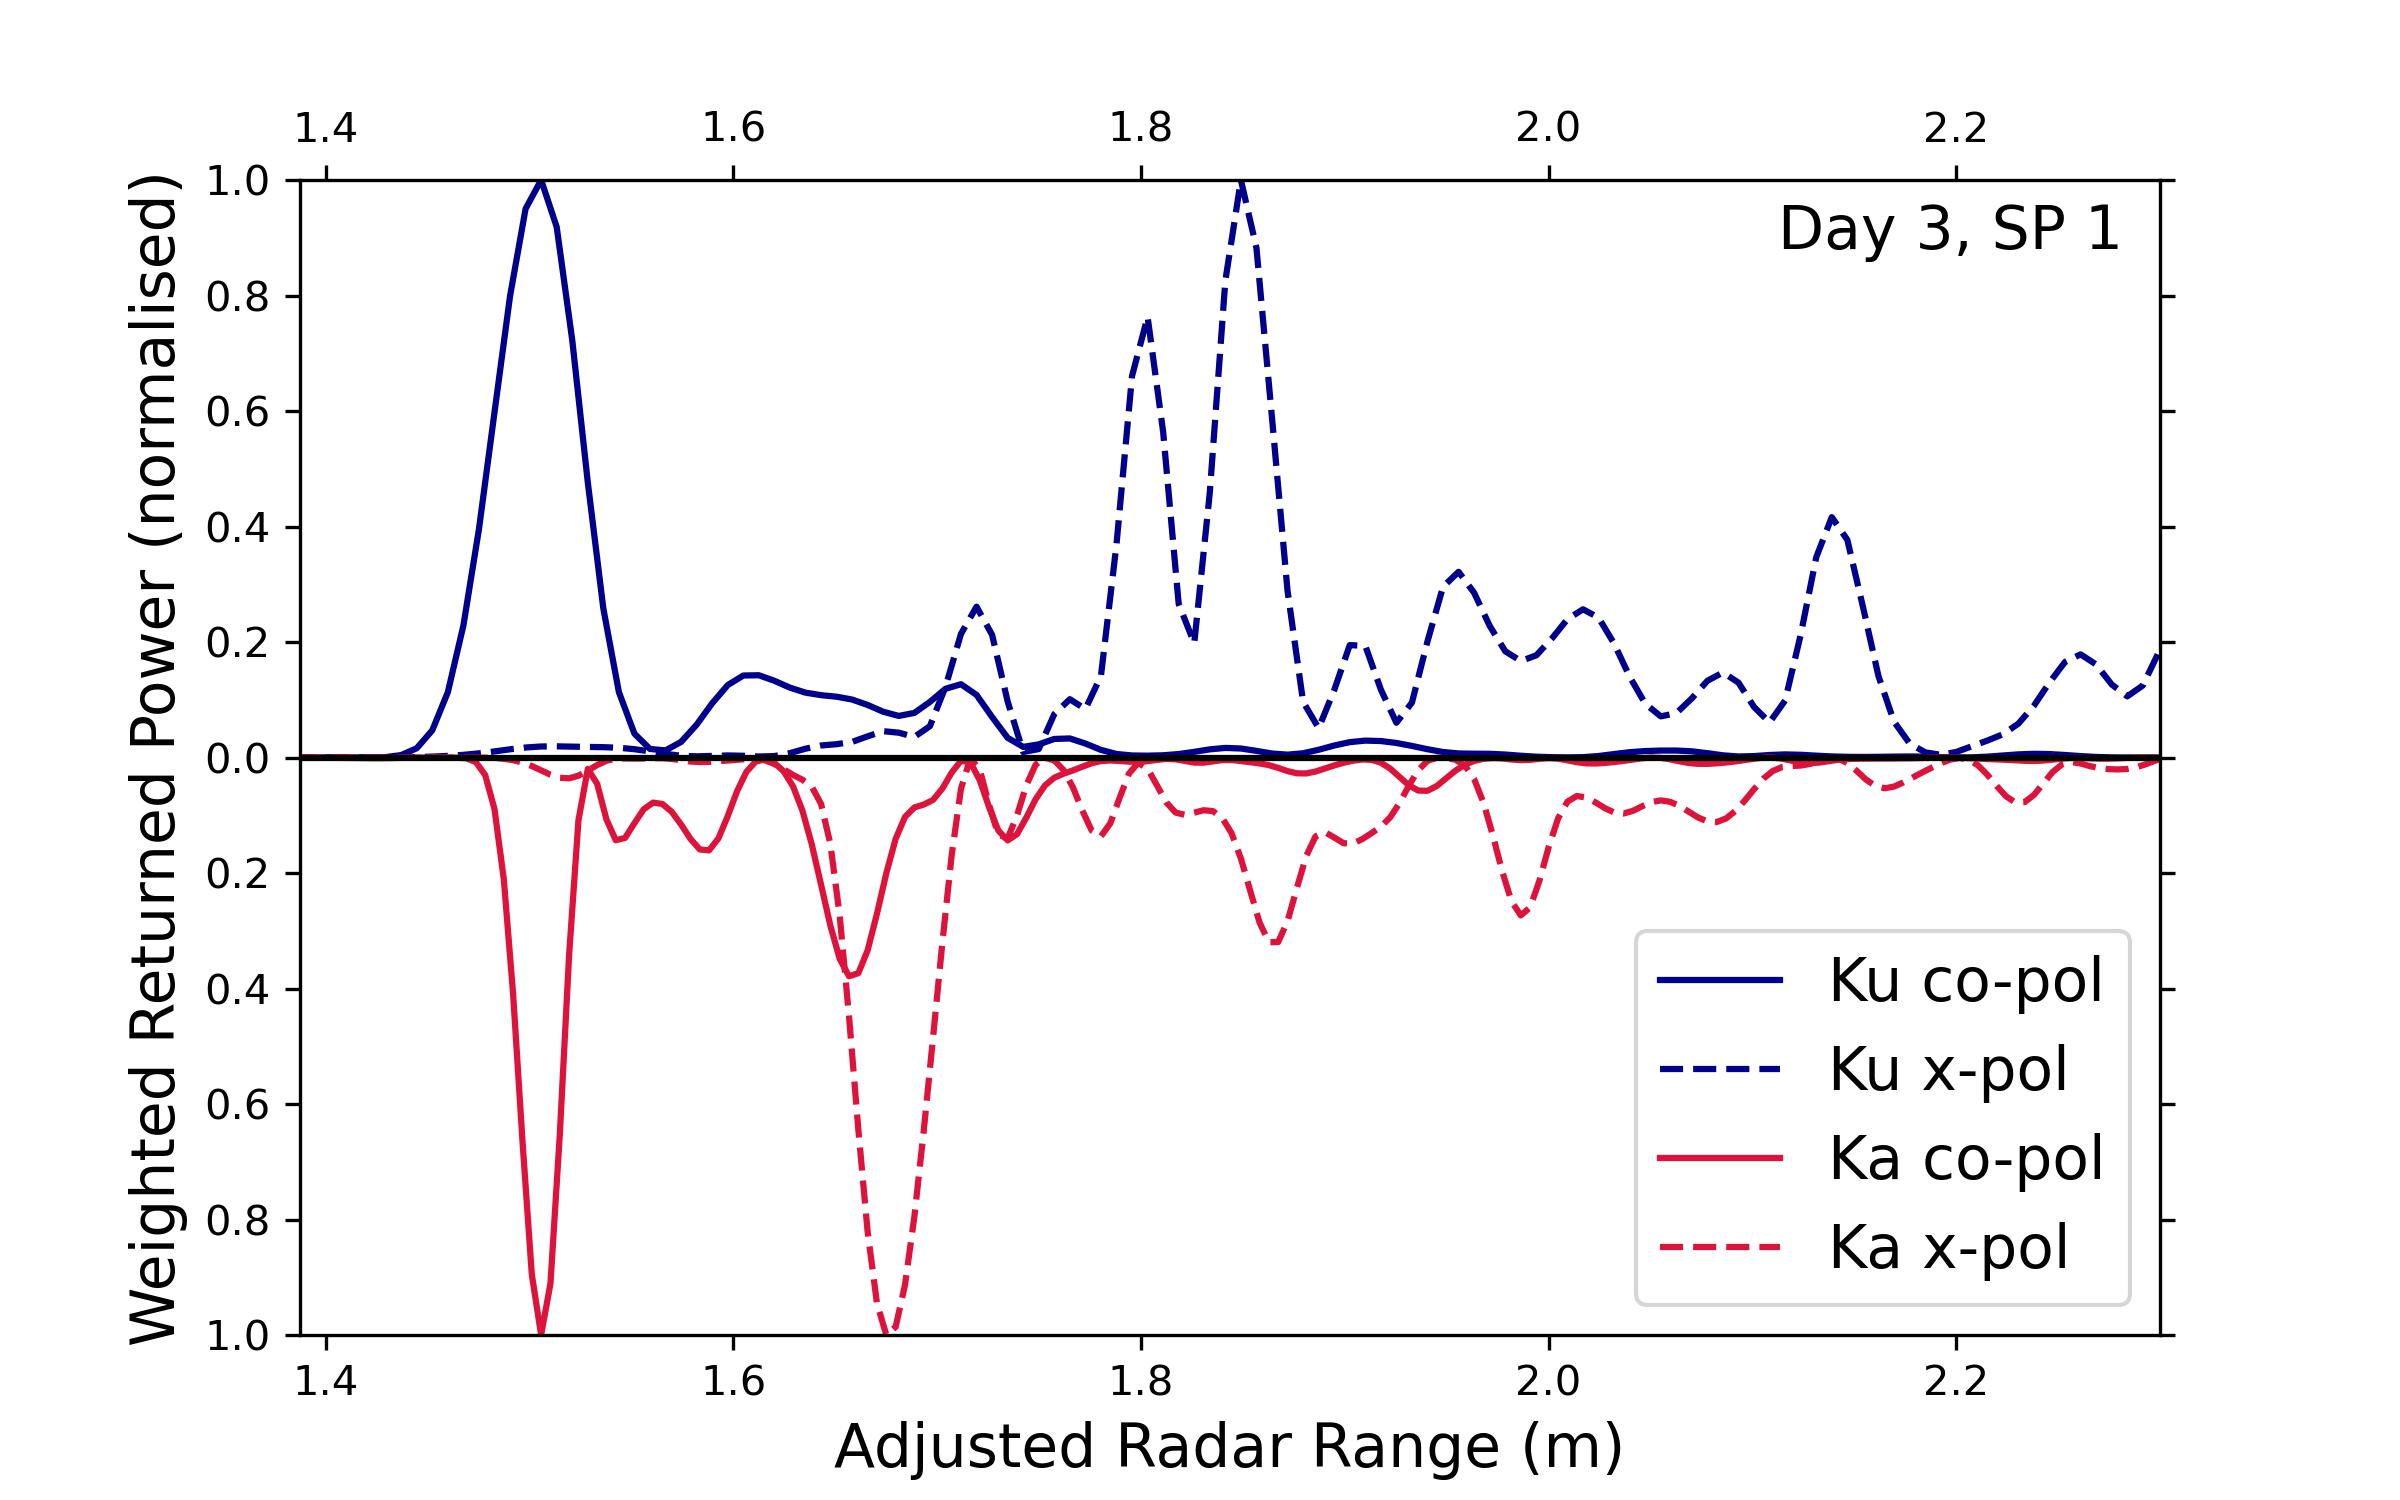 1.4 1.6 1.8 2.0 2.2
Day 3, SP 1
Weighted Returned Power (normalised)
1.0
0.8
0.6
0.4
0.2
0.0
0.2
0.4
0.6
0.8
1.0
Ku co-pol
Ku x-pol
Ka co-pol
Ka x-pol
1.4 1.6 1.8 2.0 2.2
Adjusted Radar Range (m)